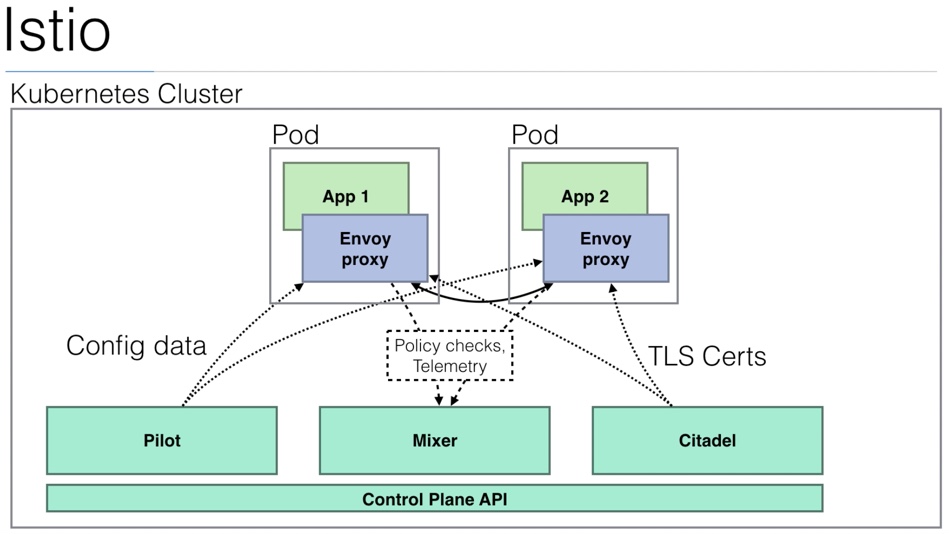 Istio
Kubernetes Cluster
Pod
Pod
App 1
App 2
Envoy
proxy
Envoy
proxy
Config data
Policy checks,
Telemetry
TLS Certs
Pilot
Mixer
Citadel
Control Plane API